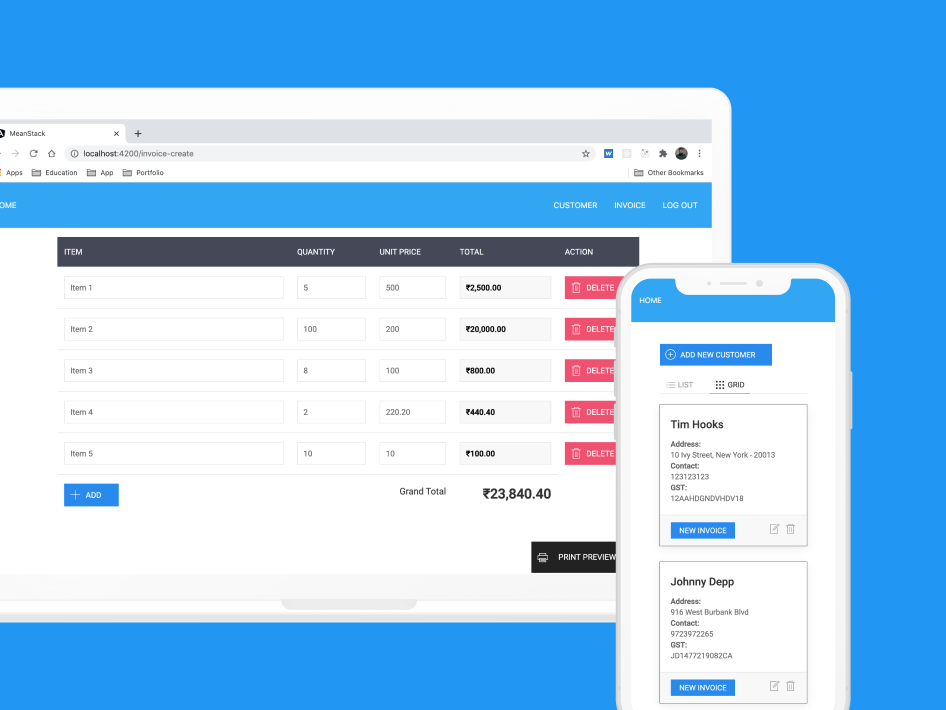 MeanStack
localhost:4200/invoice-create
Apps Education App Portfolio Other Bookmarks
CUSTOMER INVOICE LOG OUT
ITEM QUANTITY UNIT PRICE TOTAL ACTION
Item 1 5 500 ₹2,500.00 DELETE
Item 2 100 200 ₹20,000.00 DELETE
Item 3 8 100 ₹800.00 DELETE
Item 4 2 220.20 ₹440.40 DELETE
Item 5 10 10 ₹100.00 DELETE
ADD Grand Total ₹23,840.40
PRINT PREVIEW
HOME
ADD NEW CUSTOMER
LIST GRID
Tim Hooks
Address:
10 Ivy Street, New York - 20013
Contact:
123123123
GST:
12AAHDGNDVHDV18
NEW INVOICE
Johnny Depp
Address:
916 West Burbank Blvd
Contact:
9723972265
GST:
JD1477219082CA
NEW INVOICE